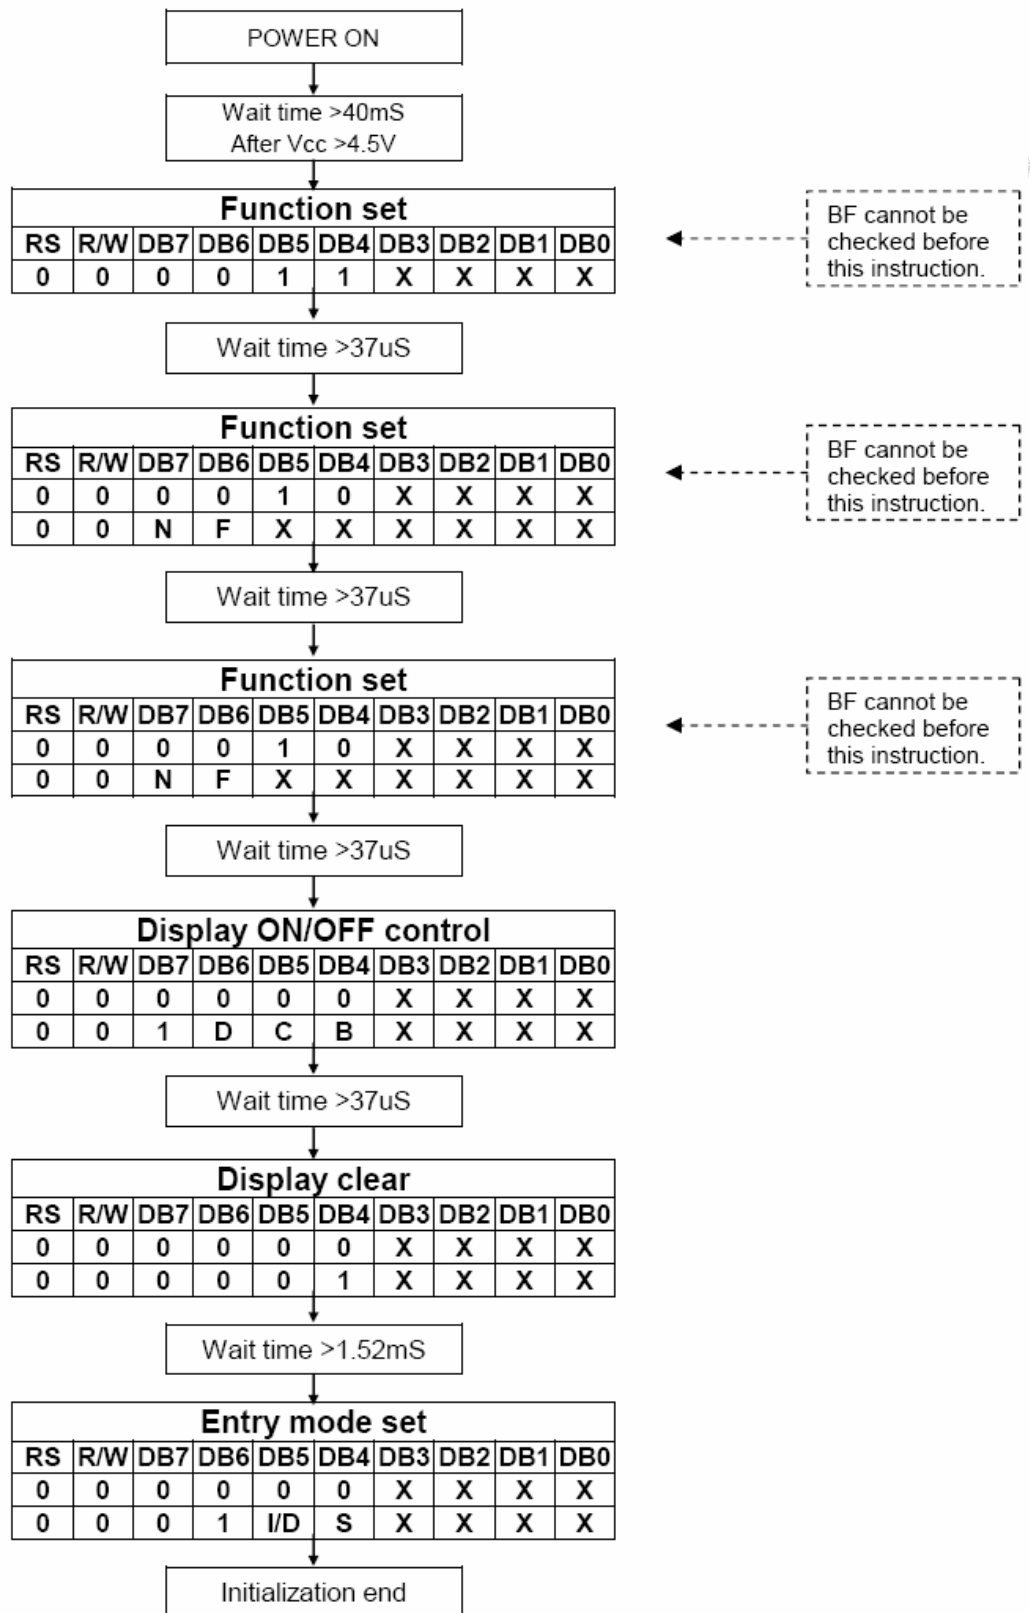 POWER ON
Wait time >40mS
After Vcc >4.5V
Function set
RS R/W DB7 DB6 DB5 DB4 DB3 DB2 DB1 DB0
0 0 0 0 1 1 X X X X
BF cannot be
checked before
this instruction.
Wait time >37uS
Function set
RS R/W DB7 DB6 DB5 DB4 DB3 DB2 DB1 DB0
0 0 0 0 1 0 X X X X
0 0 N F X X X X X X
BF cannot be
checked before
this instruction.
Wait time >37uS
Function set
RS R/W DB7 DB6 DB5 DB4 DB3 DB2 DB1 DB0
0 0 0 0 1 0 X X X X
0 0 N F X X X X X X
BF cannot be
checked before
this instruction.
Wait time >37uS
Display ON/OFF control
RS R/W DB7 DB6 DB5 DB4 DB3 DB2 DB1 DB0
0 0 0 0 0 0 X X X X
0 0 1 D C B X X X X
Wait time >37uS
Display clear
RS R/W DB7 DB6 DB5 DB4 DB3 DB2 DB1 DB0
0 0 0 0 0 0 X X X X
0 0 0 0 0 1 X X X X
Wait time >1.52mS
Entry mode set
RS R/W DB7 DB6 DB5 DB4 DB3 DB2 DB1 DB0
0 0 0 0 0 0 X X X X
0 0 0 1 I/D S X X X X
Initialization end